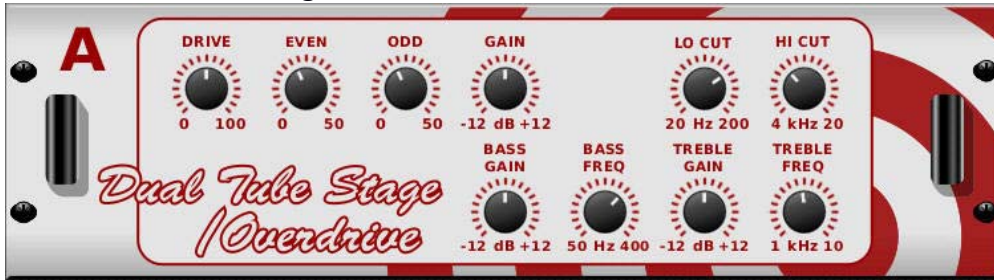 A
DRIVE EVEN ODD GAIN LO CUT HI CUT
0 100 0 50 0 50 -12 dB +12 20 Hz 200 4 kHz 20
BASS BASS TREBLE TREBLE
GAIN FREQ GAIN FREQ
Dual Tube Stage
/Overdrive
-12 dB +12 50 Hz 400 -12 dB +12 1 kHz 10